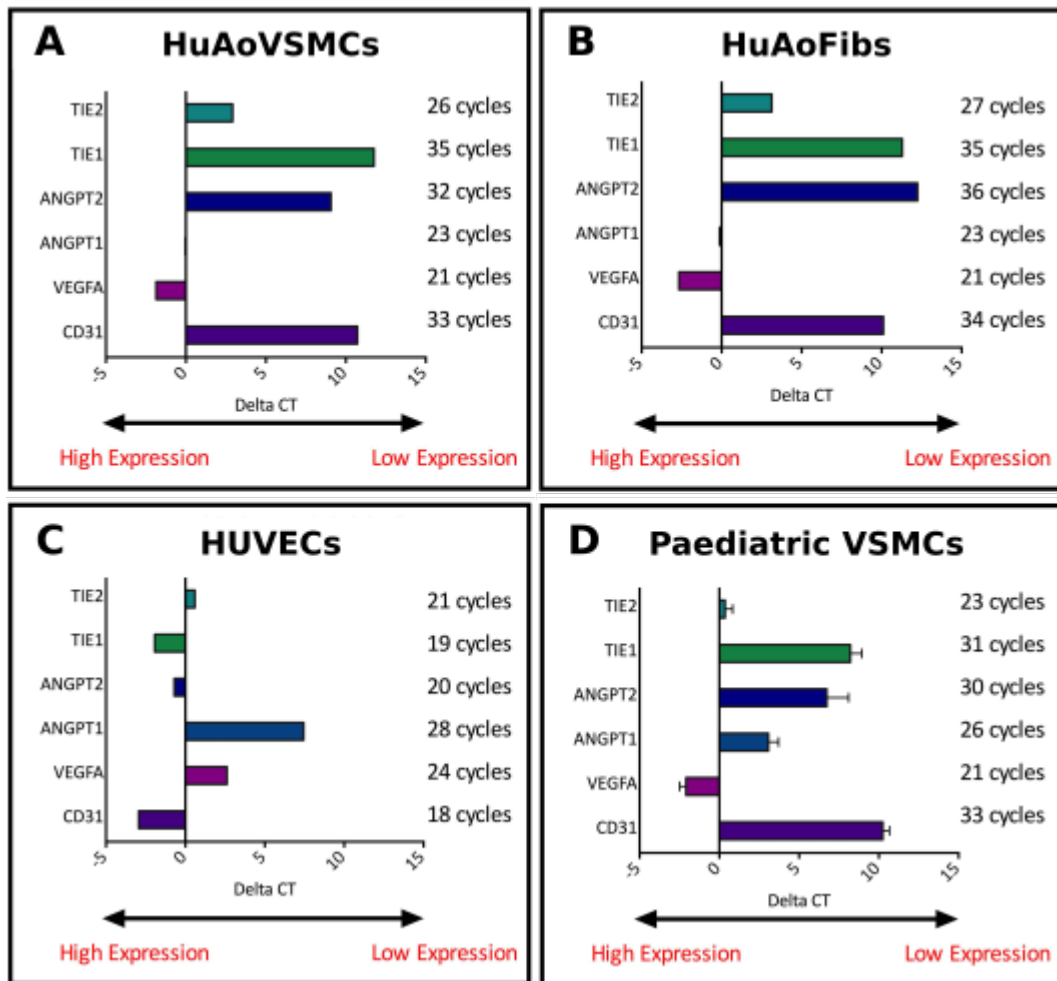 A HuAoVSMCs
TIE2 26 cycles
TIE1 35 cycles
ANGPT2 32 cycles
ANGPT1 23 cycles
VEGFA 21 cycles
CD31 33 cycles
-5 0 5 10 15
Delta CT
High Expression Low Expression
B HuAoFibs
TIE2 27 cycles
TIE1 35 cycles
ANGPT2 36 cycles
ANGPT1 23 cycles
VEGFA 21 cycles
CD31 34 cycles
-5 0 5 10 15
Delta CT
High Expression Low Expression
C HUVECs
TIE2 21 cycles
TIE1 19 cycles
ANGPT2 20 cycles
ANGPT1 28 cycles
VEGFA 24 cycles
CD31 18 cycles
-5 0 5 10 15
Delta CT
High Expression Low Expression
D Paediatric VSMCs
TIE2 23 cycles
TIE1 31 cycles
ANGPT2 30 cycles
ANGPT1 26 cycles
VEGFA 21 cycles
CD31 33 cycles
-5 0 5 10 15
Delta CT
High Expression Low Expression